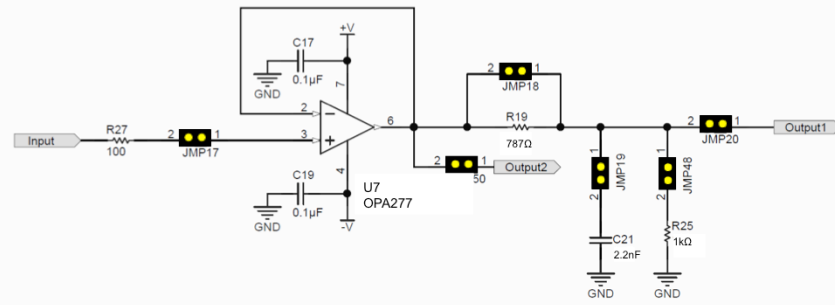 +V
C17
0.1µF
GND
7
2
1
JMP18
2
6
R19
787Ω
Input
R27
100
2
1
JMP17
3
2
1
JMP20
Output1
2
1
50
Output2
4
U7
OPA277
C19
0.1µF
GND
-V
1
JMP19
2
1
JMP48
2
C21
2.2nF
R25
1kΩ
GND
GND